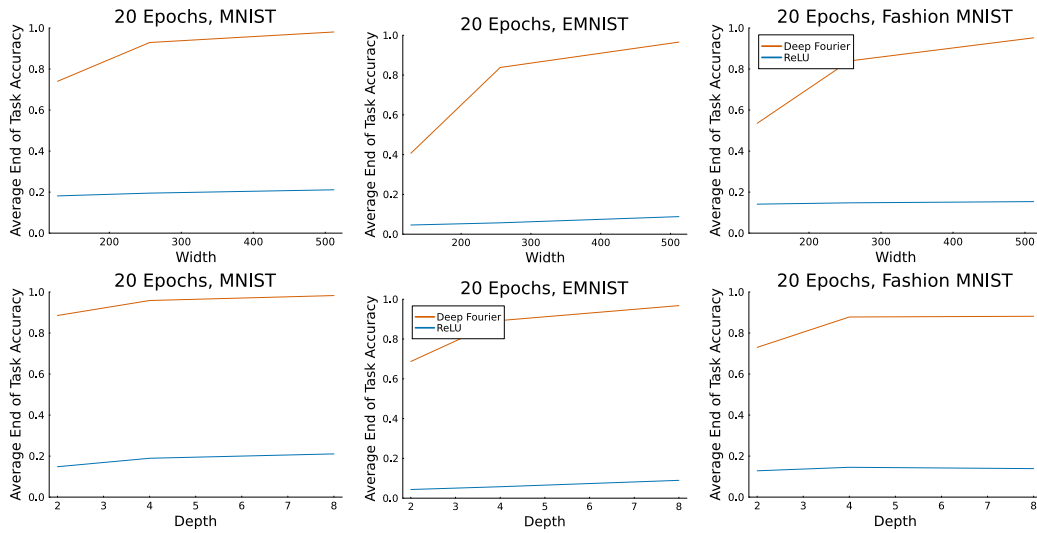 20 Epochs, MNIST
Average End of Task Accuracy
1.0
0.8
0.6
0.4
0.2
0.0
200 300 400 500
Width
20 Epochs, EMNIST
Average End of Task Accuracy
1.0
0.8
0.6
0.4
0.2
0.0
200 300 400 500
Width
20 Epochs, Fashion MNIST
Average End of Task Accuracy
1.0
0.8
0.6
0.4
0.2
0.0
Deep Fourier
ReLU
200 300 400 500
Width
20 Epochs, MNIST
Average End of Task Accuracy
1.0
0.8
0.6
0.4
0.2
0.0
2 3 4 5 6 7 8
Depth
20 Epochs, EMNIST
Average End of Task Accuracy
1.0
0.8
0.6
0.4
0.2
0.0
Deep Fourier
ReLU
2 3 4 5 6 7 8
Depth
20 Epochs, Fashion MNIST
Average End of Task Accuracy
1.0
0.8
0.6
0.4
0.2
0.0
2 3 4 5 6 7 8
Depth